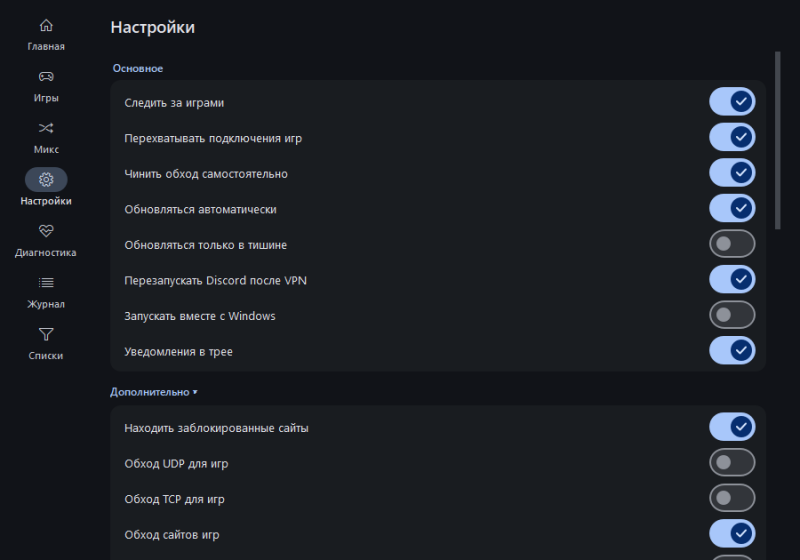 Настройки
Главная
Игры
Микс
Настройки
Диагностика
Журнал
Списки
Основное
Следить за играми
Перехватывать подключения игр
Чинить обход самостоятельно
Обновляться автоматически
Обновляться только в тишине
Перезапускать Discord после VPN
Запускать вместе с Windows
Уведомления в трее
Дополнительно ▾
Находить заблокированные сайты
Обход UDP для игр
Обход TCP для игр
Обход сайтов игр